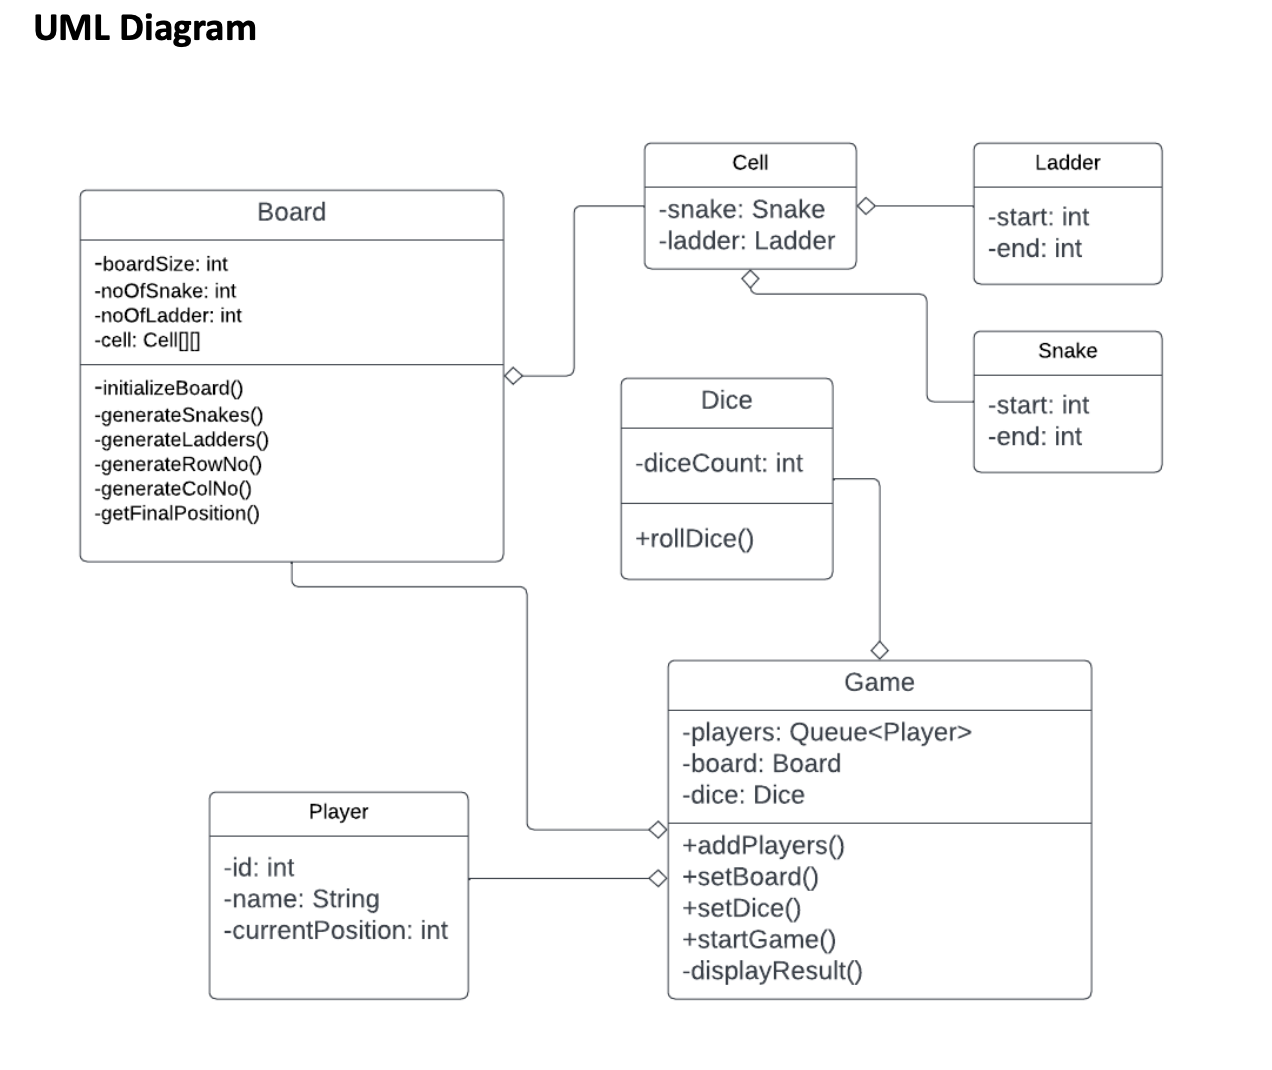 UML Diagram
Cell
-snake: Snake
-ladder: Ladder
Ladder
-start: int
-end: int
Board
-boardSize: int
-noOfSnake: int
-noOfLadder: int
-cell: Cell[][]
-initializeBoard()
-generateSnakes()
-generateLadders()
-generateRowNo()
-generateColNo()
-getFinalPosition()
Snake
-start: int
-end: int
Dice
-diceCount: int
+rollDice()
Game
-players: Queue<Player>
-board: Board
-dice: Dice
+addPlayers()
+setBoard()
+setDice()
+startGame()
-displayResult()
Player
-id: int
-name: String
-currentPosition: int